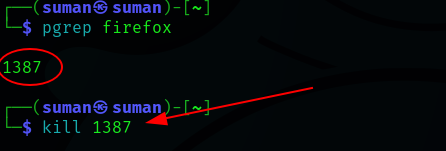 ┌──(suman㉿suman)-[~]
└─$ pgrep firefox
1387
┌──(suman㉿suman)-[~]
└─$ kill 1387